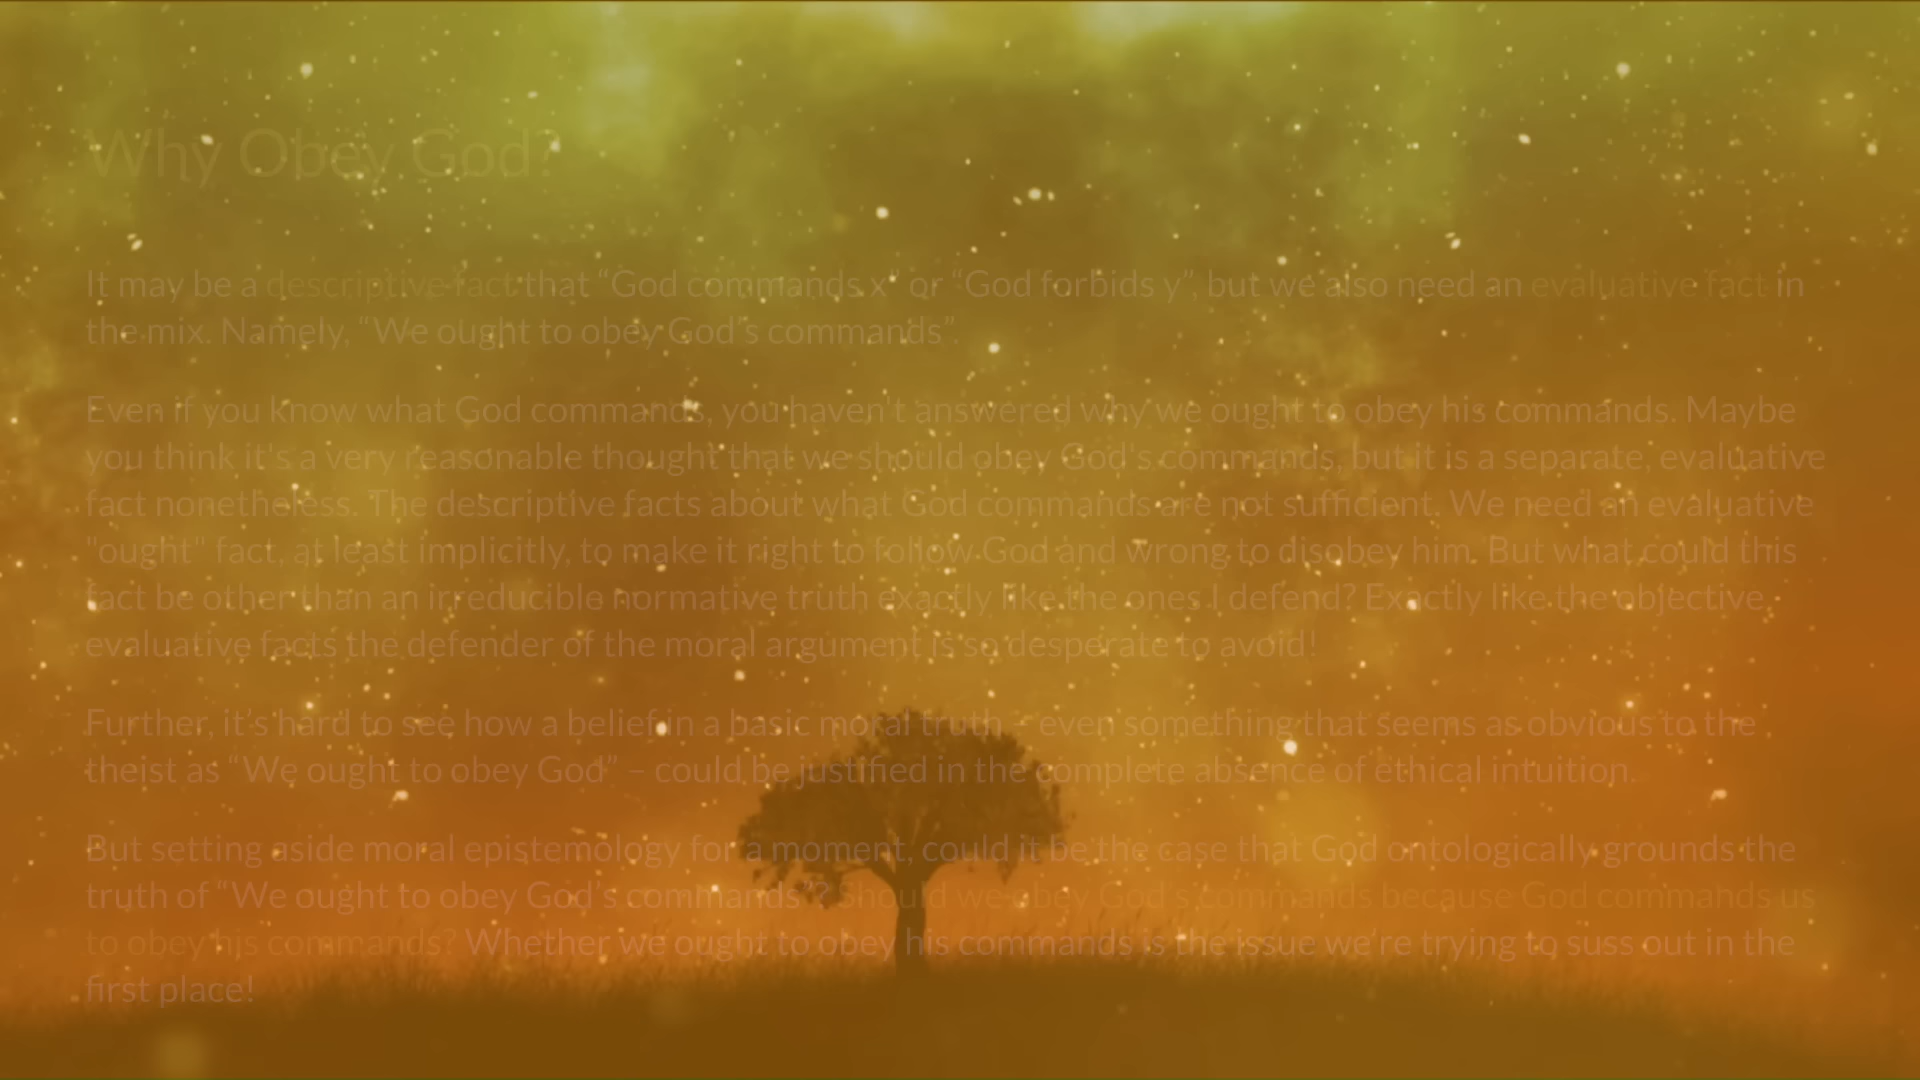 Why Obey God?
It may be a descriptive fact that “God commands x” or “God forbids y”, but we also need an evaluative fact in
the mix. Namely, “We ought to obey God’s commands”.
Even if you know what God commands, you haven't answered why we ought to obey his commands. Maybe
you think it's a very reasonable thought that we should obey God's commands, but it is a separate, evaluative
fact nonetheless. The descriptive facts about what God commands are not sufficient. We need an evaluative
"ought" fact, at least implicitly, to make it right to follow God and wrong to disobey him. But what could this
fact be other than an irreducible normative truth exactly like the ones I defend? Exactly like the objective
evaluative facts the defender of the moral argument is so desperate to avoid!
Further, it’s hard to see how a belief in a basic moral truth – even something that seems as obvious to the
theist as “We ought to obey God” – could be justified in the complete absence of ethical intuition.
But setting aside moral epistemology for a moment, could it be the case that God ontologically grounds the
truth of “We ought to obey God’s commands”? Should we obey God’s commands because God commands us
to obey his commands? Whether we ought to obey his commands is the issue we’re trying to suss out in the
first place!